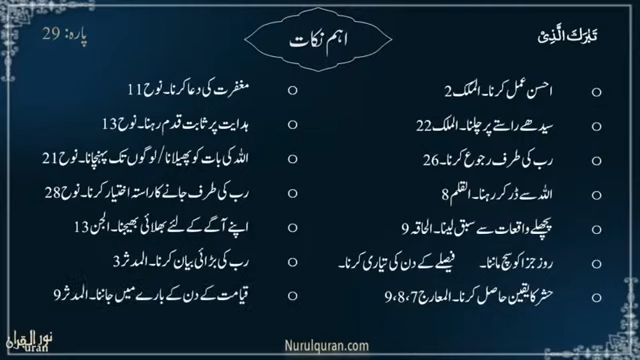 تَبٰرَكَ الَّذِیْ
اہم نکات
پارہ: 29
احسن عمل کرنا۔ الملک 2
سیدھے راستے پر چلنا۔ الملک 22
رب کی طرف رجوع کرنا۔ 26
اللہ سے ڈر کر رہنا۔ القلم 8
پچھلے واقعات سے سبق لینا۔ الحاقہ 9
روز جزا کو سچ ماننا۔ فیصلے کے دن کی تیاری کرنا۔
حشر کا یقین حاصل کرنا۔ المعارج 7،8،9
مغفرت کی دعا کرنا۔ نوح 11
ہدایت پر ثابت قدم رہنا۔ نوح 13
اللہ کی بات کو پھیلانا/لوگوں تک پہنچانا۔ نوح 21
رب کی طرف جانے کا راستہ اختیار کرنا۔ نوح 28
اپنے آگے کے لئے بھلائی بھیجنا۔ الجن 13
رب کی بڑائی بیان کرنا۔ المدثر 3
قیامت کے دن کے بارے میں جاننا۔ المدثر 9
نور القرآن
Nurulquran.com